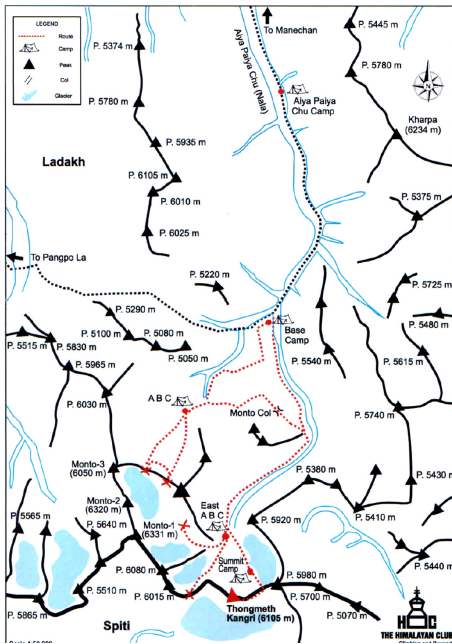 LEGEND
Route
Camp
Peak
Col
Glacier
To Manechan
Aiya Paiya Chu (Nala)
P. 5374 m
P. 5445 m
P. 5780 m
N
Aiya Paiya
Chu Camp
P. 5780 m
Kharpa
(6234 m)
P. 5935 m
Ladakh
P. 6105 m
P. 6010 m
P. 5375 m
P. 6025 m
To Pangpo La
P. 5220 m
P. 5725 m
P. 5290 m
P. 5480 m
P. 5100 m
P. 5080 m
Base
Camp
P. 5515 m
P. 5830 m
P. 5050 m
P. 5540 m
P. 5615 m
P. 5965 m
P. 6030 m
A B C
Monto Col
P. 5740 m
Monto-3
(6050 m)
P. 5380 m
P. 5430 m
Monto-2
(6320 m)
P. 5565 m
P. 5640 m
Monto-1
(6331 m)
East
A B C
P. 5920 m
P. 5410 m
P. 5440 m
P. 6080 m
Summit
Camp
P. 5980 m
P. 5510 m
P. 6015 m
P. 5700 m
P. 5865 m
Spiti
Thongmeth
Kangri (6105 m)
P. 5070 m
THE HIMALAYAN CLUB